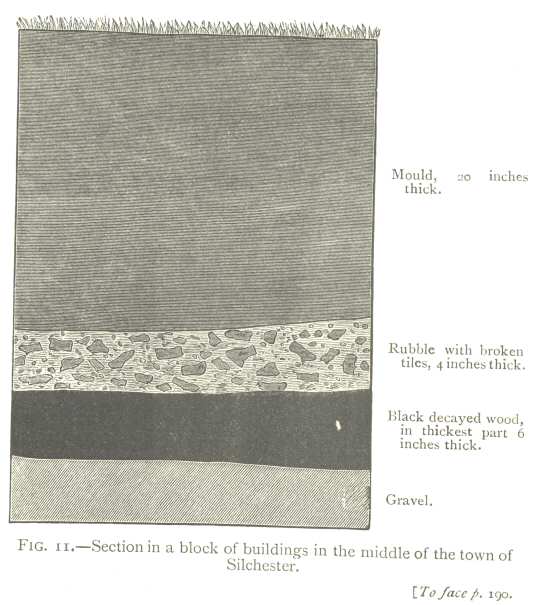 Mould, 20 inches
thick.
Rubble with broken
tiles, 4 inches thick.
Black decayed wood,
in thickest part 6
inches thick.
Gravel.
FIG. 11.—Section in a block of buildings in the middle of the town of
Silchester.
[To face p. 190.